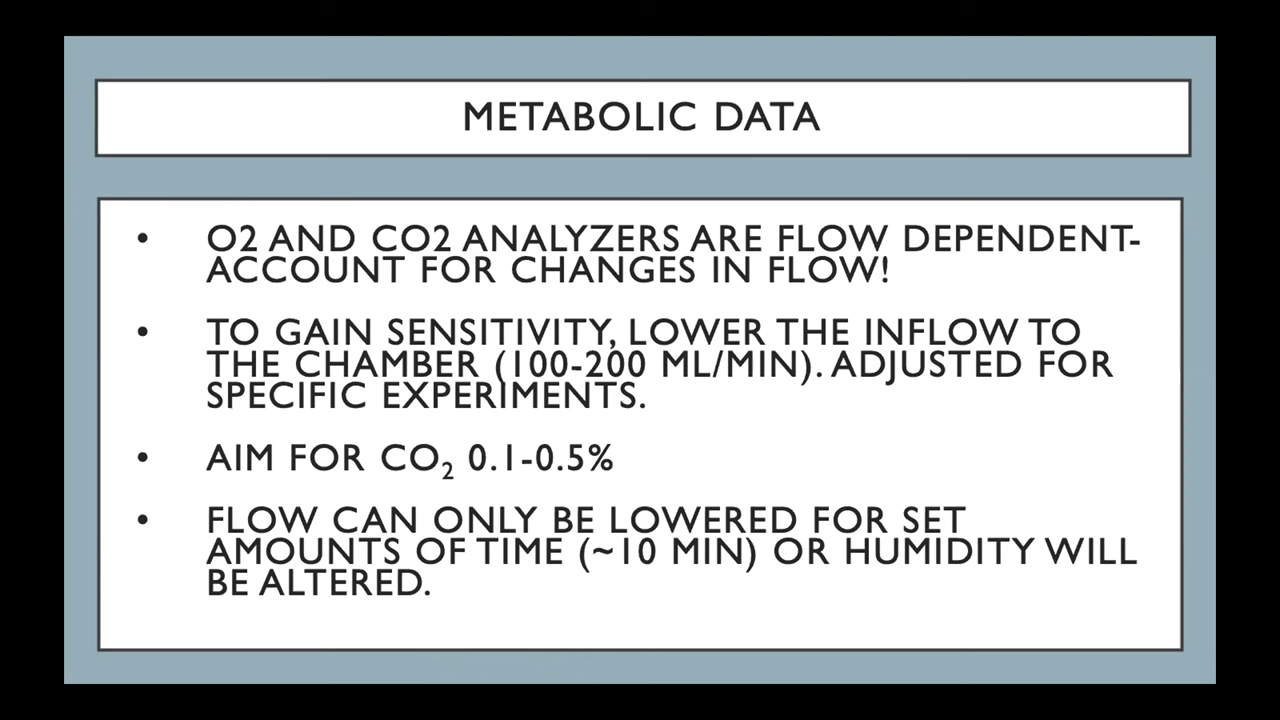 METABOLIC DATA
• O2 AND CO2 ANALYZERS ARE FLOW DEPENDENT-
ACCOUNT FOR CHANGES IN FLOW!
• TO GAIN SENSITIVITY, LOWER THE INFLOW TO
THE CHAMBER (100-200 ML/MIN). ADJUSTED FOR
SPECIFIC EXPERIMENTS.
• AIM FOR CO₂ 0.1-0.5%
• FLOW CAN ONLY BE LOWERED FOR SET
AMOUNTS OF TIME (~10 MIN) OR HUMIDITY WILL
BE ALTERED.